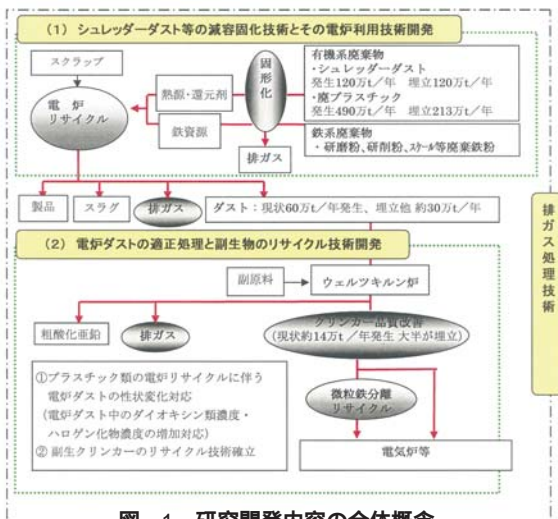 (1) シュレッダーダスト等の減容固化技術とその電炉利用技術開発
スクラップ
電 炉
リサイクル
熱源・還元剤
鉄資源
固形化
排ガス
有機系廃棄物
・シュレッダーダスト
発生120万t/年 埋立120万t/年
・廃プラスチック
発生490万t/年 埋立213万t/年
鉄系廃棄物
・研磨粉、研削粉、スケール等廃棄鉄粉
製品
スラグ
排ガス
ダスト：現状60万t/年発生、埋立他 約30万t/年
排ガス処理技術
(2) 電炉ダストの適正処理と副生物のリサイクル技術開発
副原料
ウェルツキルン炉
粗酸化亜鉛
排ガス
クリンカー品質改善
(現状約14万t/年発生 大半が埋立)
①プラスチック類の電炉リサイクルに伴う
電炉ダストの性状変化対応
(電炉ダスト中のダイオキシン類濃度・
ハロゲン化物濃度の増加対応)
②副生クリンカーのリサイクル技術確立
微粒鉄分離
リサイクル
電気炉等
図 1 研究開発内容の全体概念